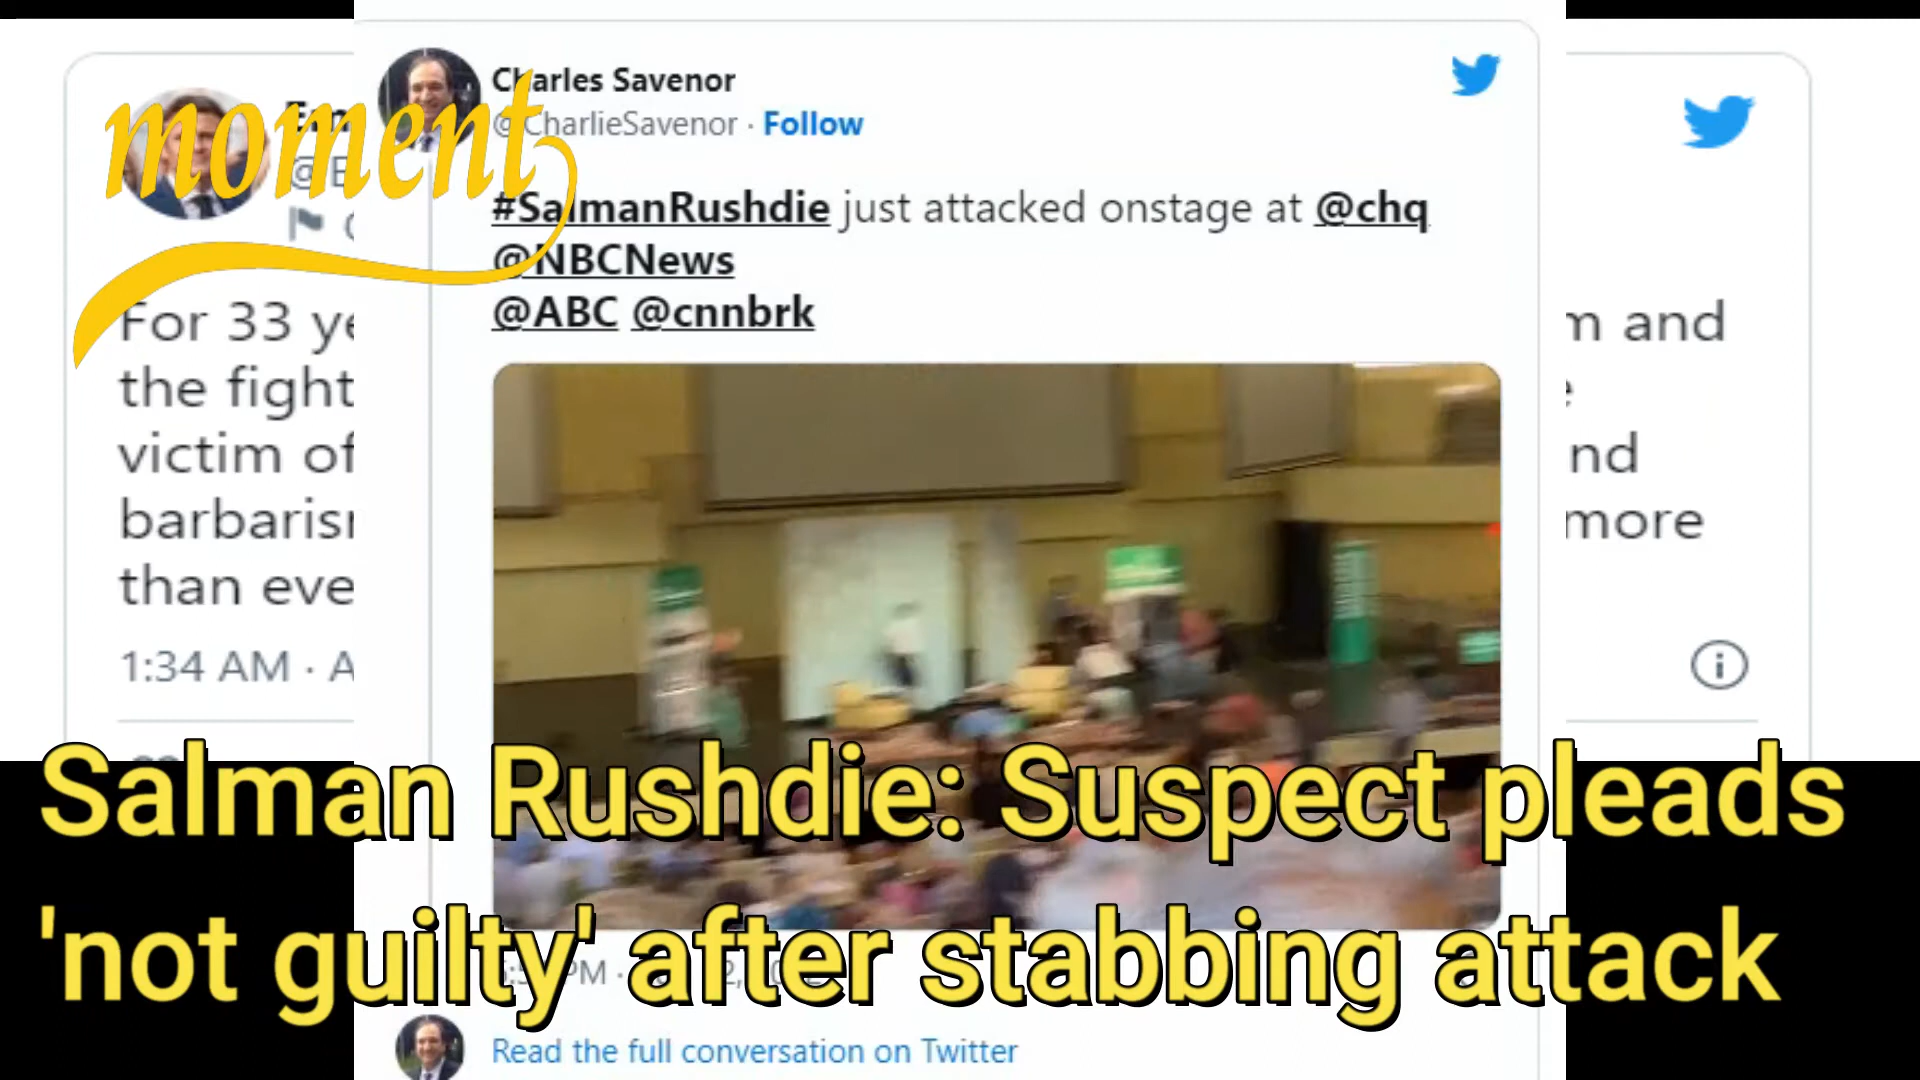 moment
Charles Savenor
@CharlieSavenor · Follow
#SalmanRushdie just attacked onstage at @chq
@NBCNews
@ABC @cnnbrk
For 33 ye
the fight
victim of
barbaris
than eve
1:34 AM · A
m and
nd
more
Salman Rushdie: Suspect pleads
'not guilty' after stabbing attack
Read the full conversation on Twitter